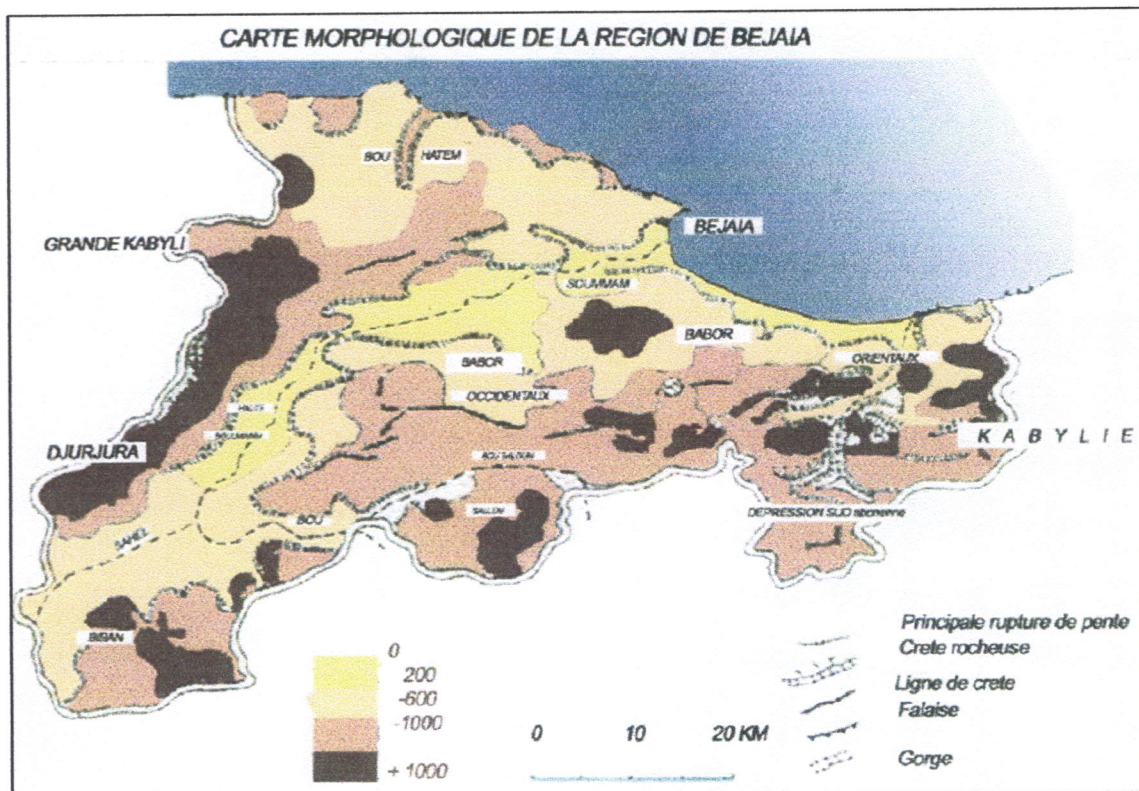 CARTE MORPHOLOGIQUE DE LA REGION DE BEJAIA
BOU HATEM
BEJAIA
GRANDE KABYLI
SOUMMAM
BABOR
BABOR
ORIENTAUX
OCCIDENTAUX
HAUTE
SOUMMAM
DJURJURA
KABYLIE
BOU
SAHEL
DEPRESSION SUD
BIBAN
0
200
-600
-1000
+ 1000
0 10 20 KM
Principale rupture de pente
Crete rocheuse
Ligne de crete
Falaise
Gorge